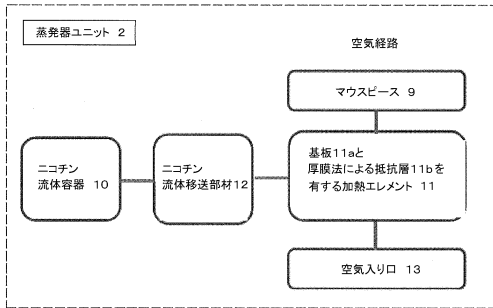 蒸発器ユニット 2
空気経路
マウスピース 9
ニコチン
流体容器 10
ニコチン
流体移送部材12
基板11aと
厚膜法による抵抗層11bを
有する加熱エレメント 11
空気入り口 13